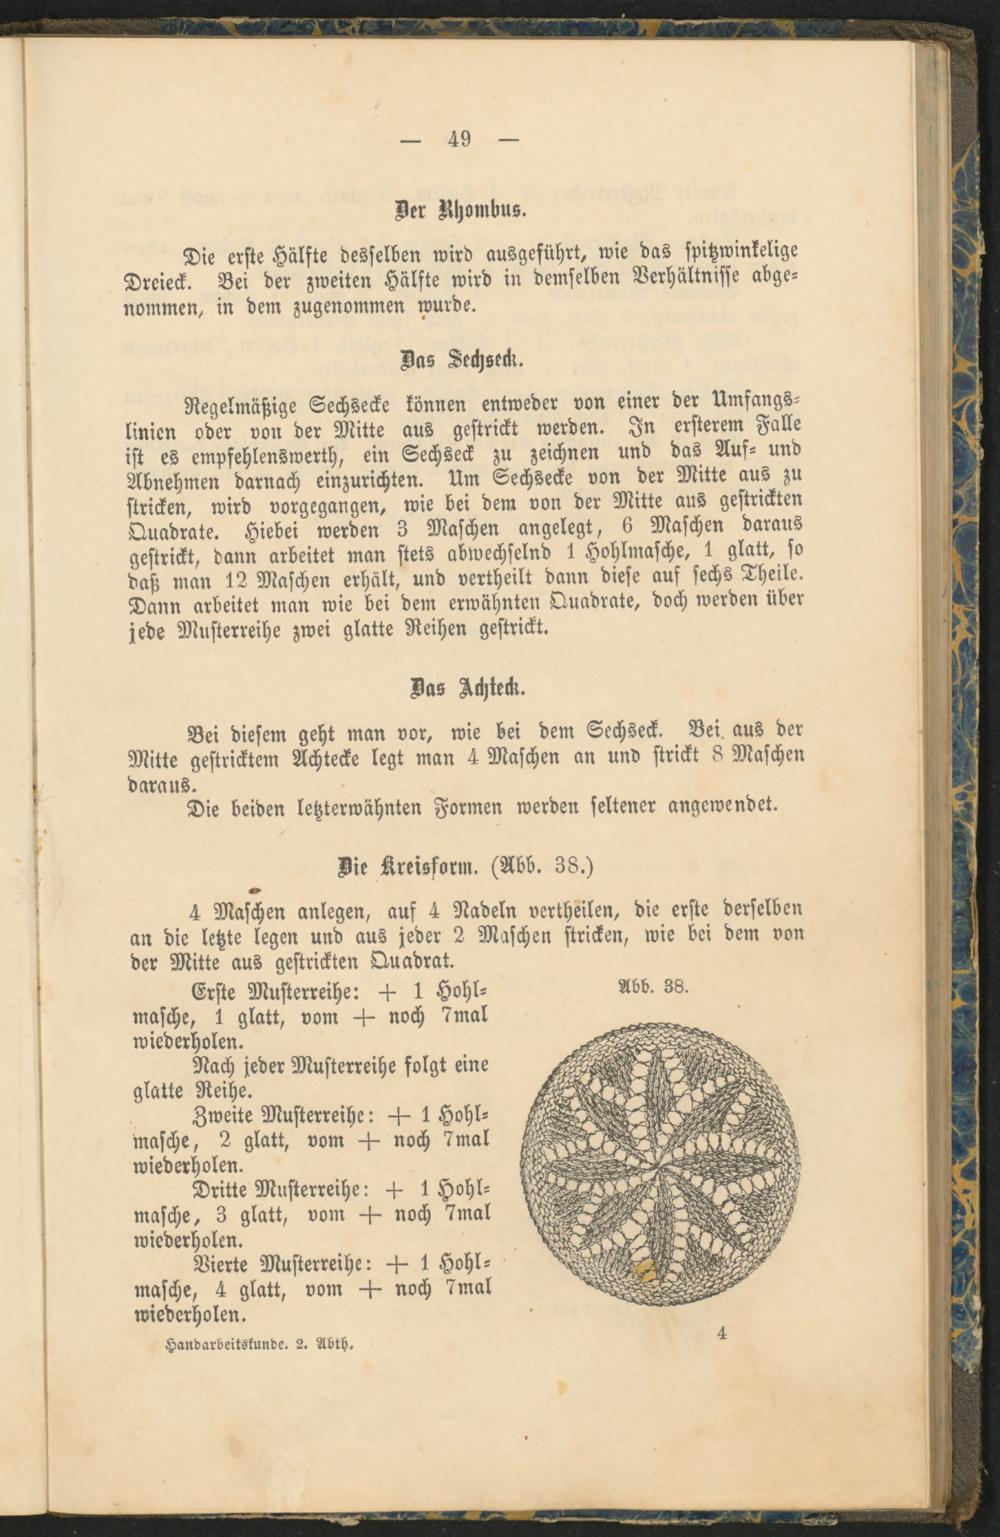 — 49 —
Der Rhombus.
Die erste Hälfte desselben wird ausgeführt, wie das spitzwinkelige
Dreieck. Bei der zweiten Hälfte wird in demselben Verhältnisse abge=
nommen, in dem zugenommen wurde.
Das Sechseck.
Regelmäßige Sechsecke können entweder von einer der Umfangs=
linien oder von der Mitte aus gestrickt werden. In ersterem Falle
ist es empfehlenswerth, ein Sechseck zu zeichnen und das Auf= und
Abnehmen darnach einzurichten. Um Sechsecke von der Mitte aus zu
stricken, wird vorgegangen, wie bei dem von der Mitte aus gestrickten
Quadrate. Hiebei werden 3 Maschen angelegt, 6 Maschen daraus
gestrickt, dann arbeitet man stets abwechselnd 1 Hohlmasche, 1 glatt, so
daß man 12 Maschen erhält, und vertheilt dann diese auf sechs Theile.
Dann arbeitet man wie bei dem erwähnten Quadrate, doch werden über
jede Musterreihe zwei glatte Reihen gestrickt.
Das Achteck.
Bei diesem geht man vor, wie bei dem Sechseck. Bei aus der
Mitte gestricktem Achtecke legt man 4 Maschen an und strickt 8 Maschen
daraus.
Die beiden letzterwähnten Formen werden seltener angewendet.
Die Kreisform. (Abb. 38.)
4 Maschen anlegen, auf 4 Nadeln vertheilen, die erste derselben
an die letzte legen und aus jeder 2 Maschen stricken, wie bei dem von
der Mitte aus gestrickten Quadrat.
Erste Musterreihe: + 1 Hohl=
masche, 1 glatt, vom + noch 7mal
wiederholen.
Nach jeder Musterreihe folgt eine
glatte Reihe.
Zweite Musterreihe: + 1 Hohl=
masche, 2 glatt, vom + noch 7mal
wiederholen.
Dritte Musterreihe: + 1 Hohl=
masche, 3 glatt, vom + noch 7mal
wiederholen.
Vierte Musterreihe: + 1 Hohl=
masche, 4 glatt, vom + noch 7mal
wiederholen.
Abb. 38.
Handarbeitskunde. 2. Abth.
4